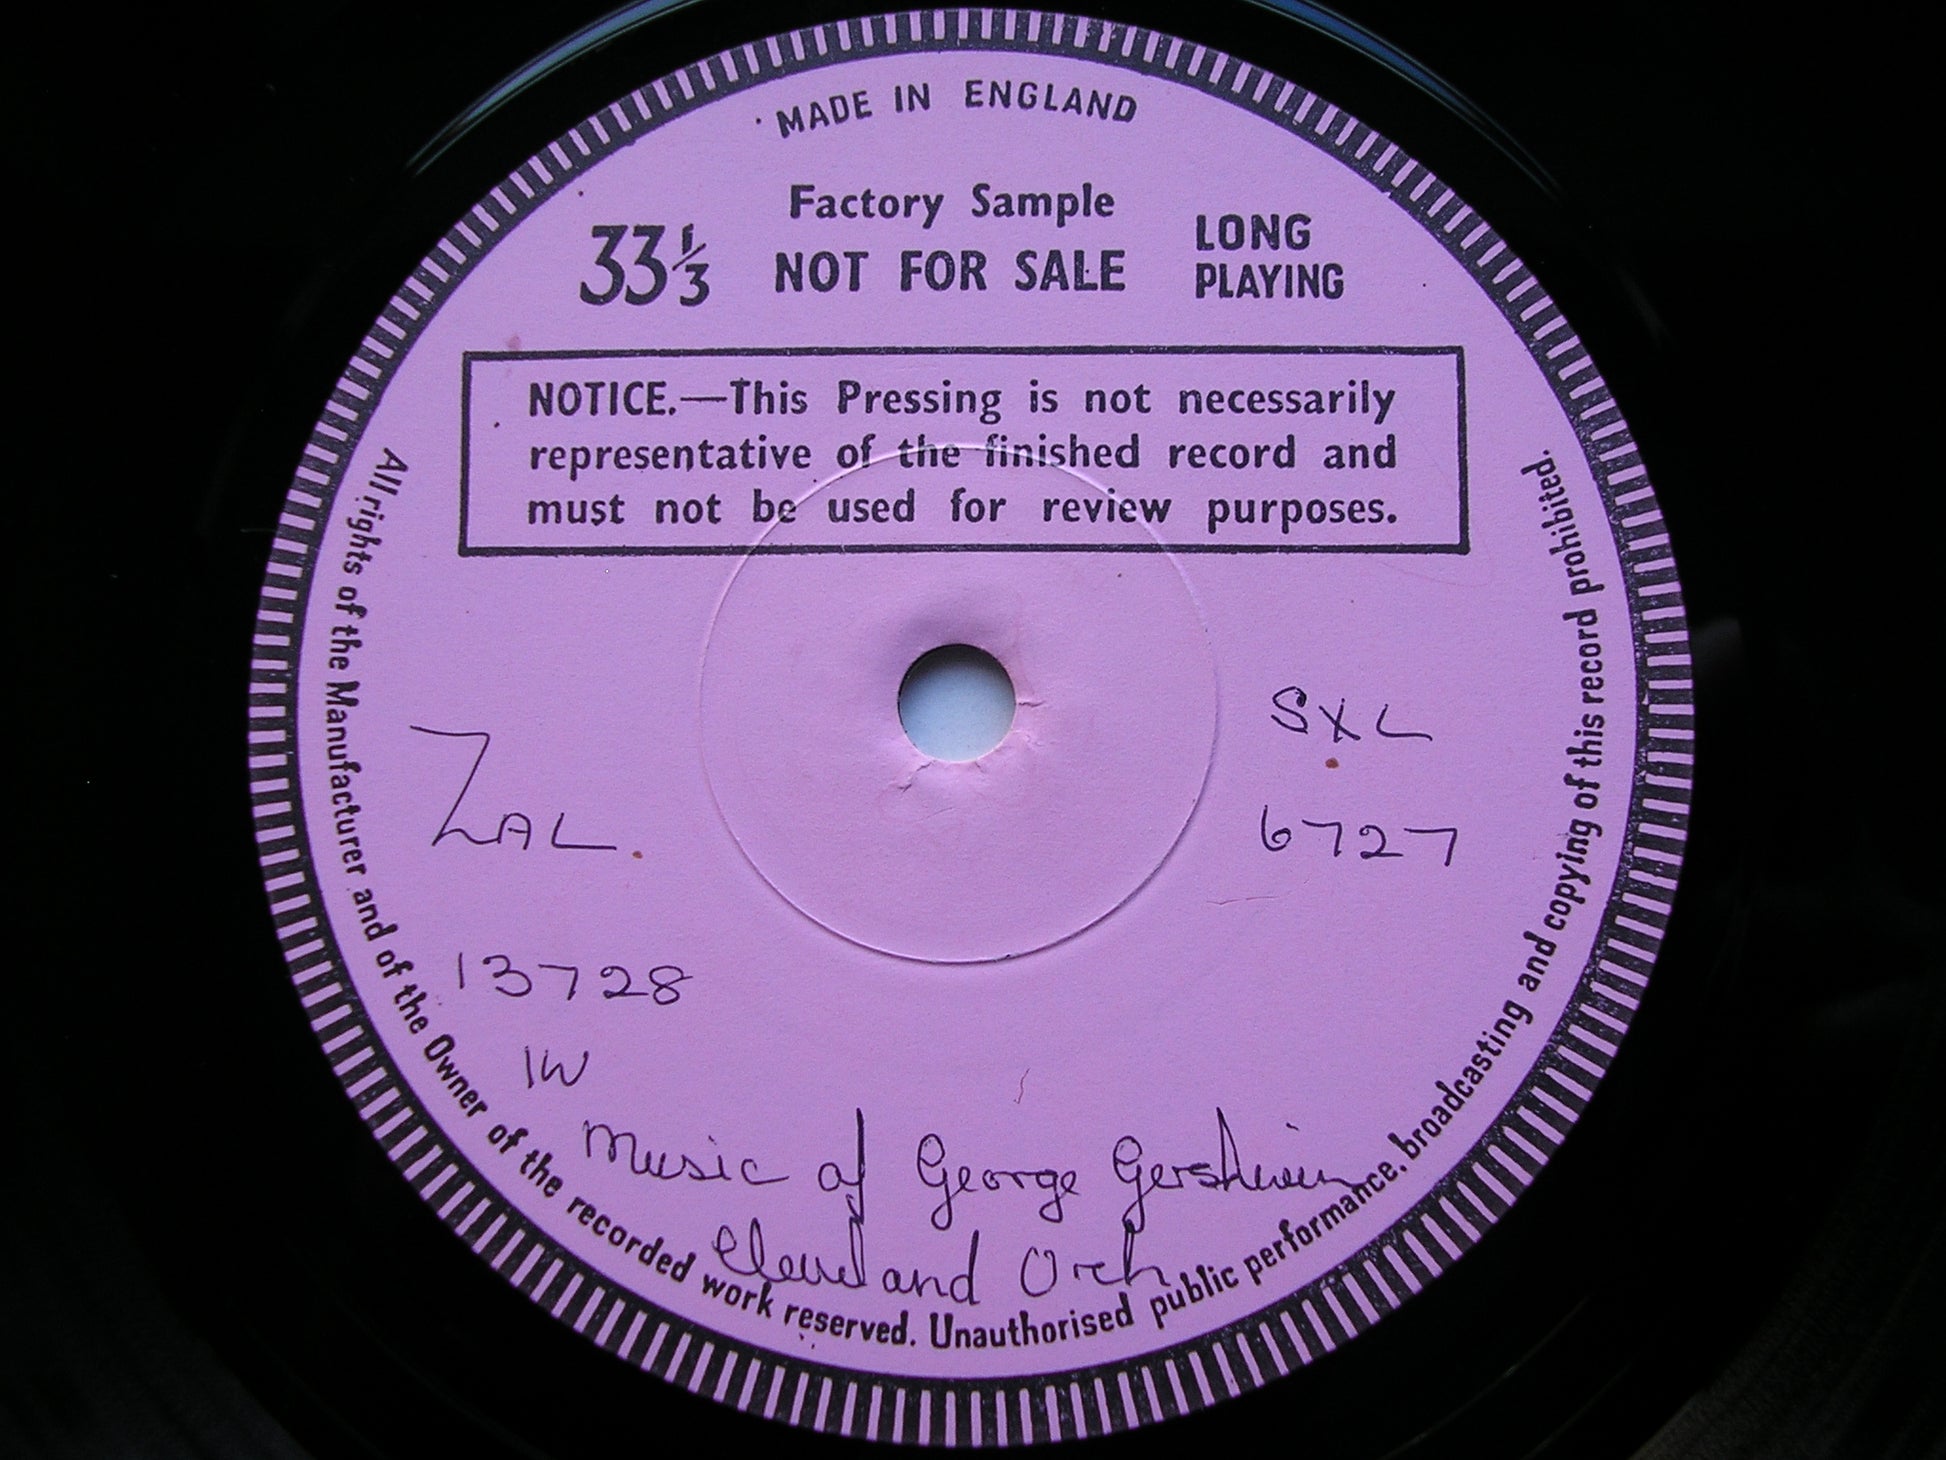 MADE IN ENGLAND
Factory Sample
33 1/3
NOT FOR SALE
LONG
PLAYING
NOTICE.—This Pressing is not necessarily
representative of the finished record and
must not be used for review purposes.
SXL
6727
ZAL
13728
1W
Music of George Gershwin
Cleveland Orch
All rights of the Manufacturer and of the Owner of the recorded work reserved. Unauthorised public performance, broadcasting and copying of this record prohibited.